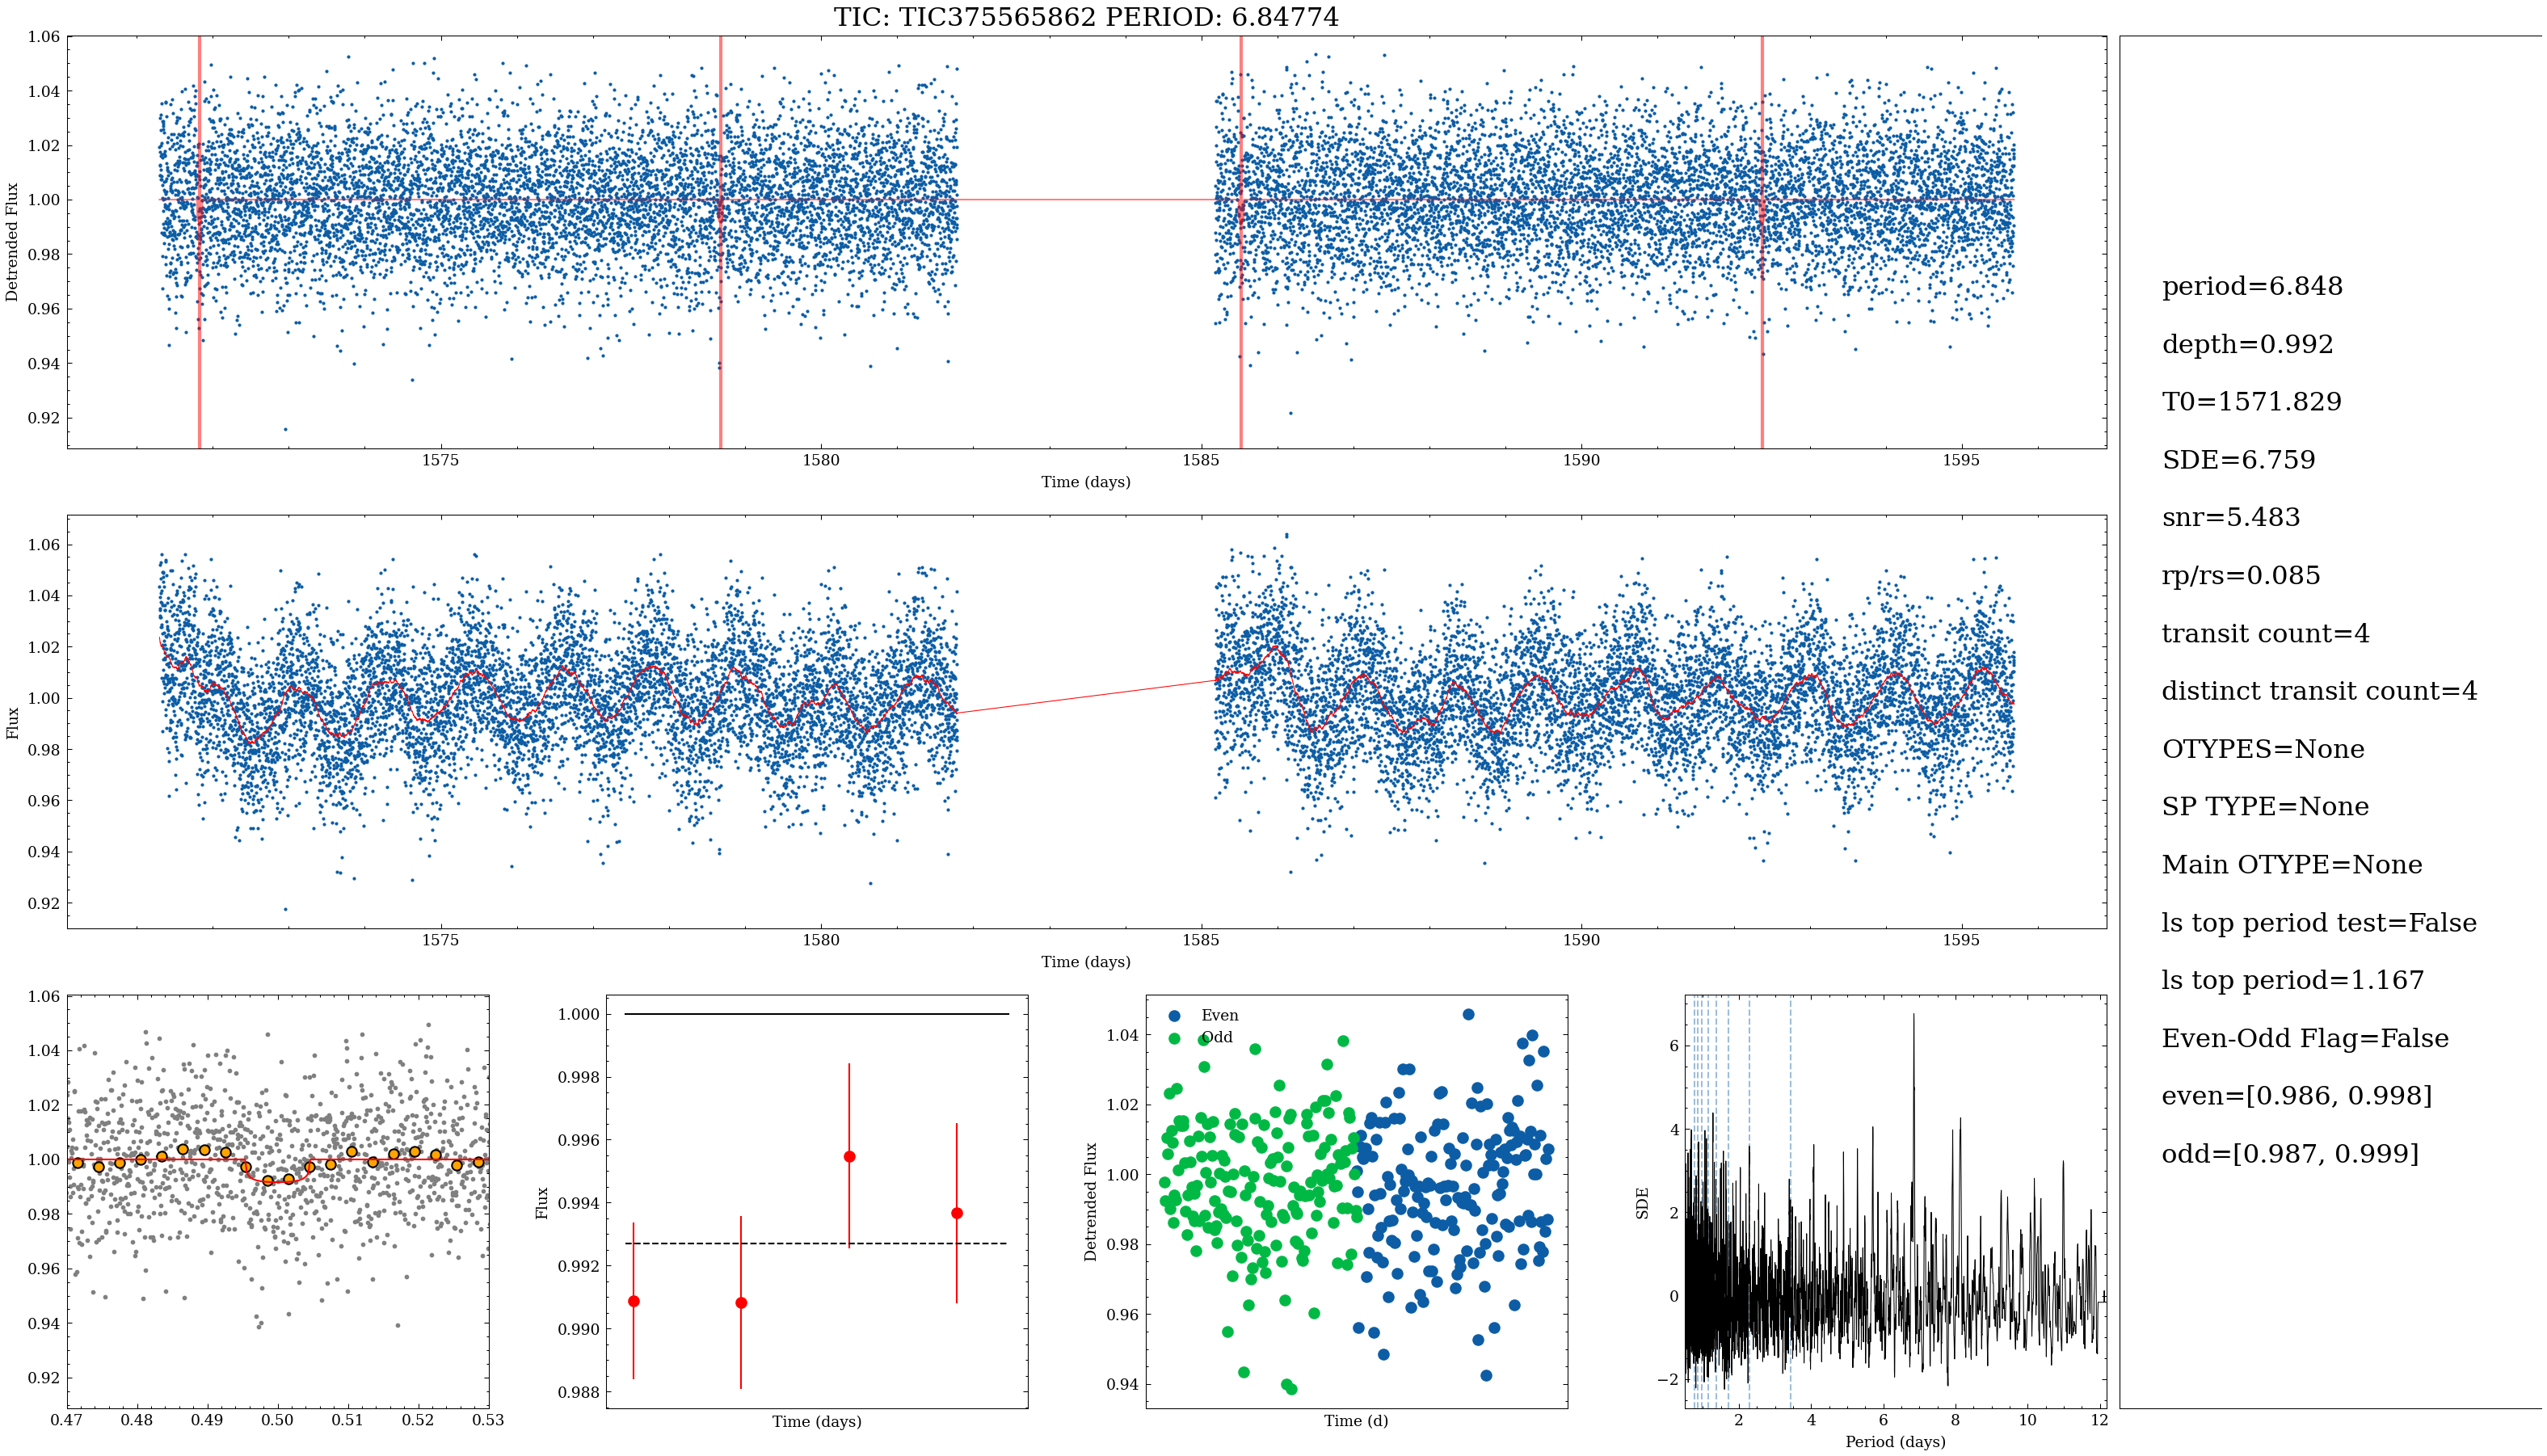 TIC: TIC375565862 PERIOD: 6.84774
1.06
1.04
1.02
1.00
0.98
0.96
0.94
0.92
Detrended Flux
1575
1580
1585
1590
1595
Time (days)
1.06
1.04
1.02
1.00
0.98
0.96
0.94
0.92
Flux
1575
1580
1585
1590
1595
Time (days)
1.06
1.04
1.02
1.00
0.98
0.96
0.94
0.92
0.47
0.48
0.49
0.50
0.51
0.52
0.53
1.000
0.998
0.996
0.994
0.992
0.990
0.988
Flux
Time (days)
Even
Odd
1.04
1.02
1.00
0.98
0.96
0.94
Detrended Flux
Time (d)
6
4
2
0
−2
SDE
2
4
6
8
10
12
Period (days)
period=6.848
depth=0.992
T0=1571.829
SDE=6.759
snr=5.483
rp/rs=0.085
transit count=4
distinct transit count=4
OTYPES=None
SP TYPE=None
Main OTYPE=None
ls top period test=False
ls top period=1.167
Even-Odd Flag=False
even=[0.986, 0.998]
odd=[0.987, 0.999]